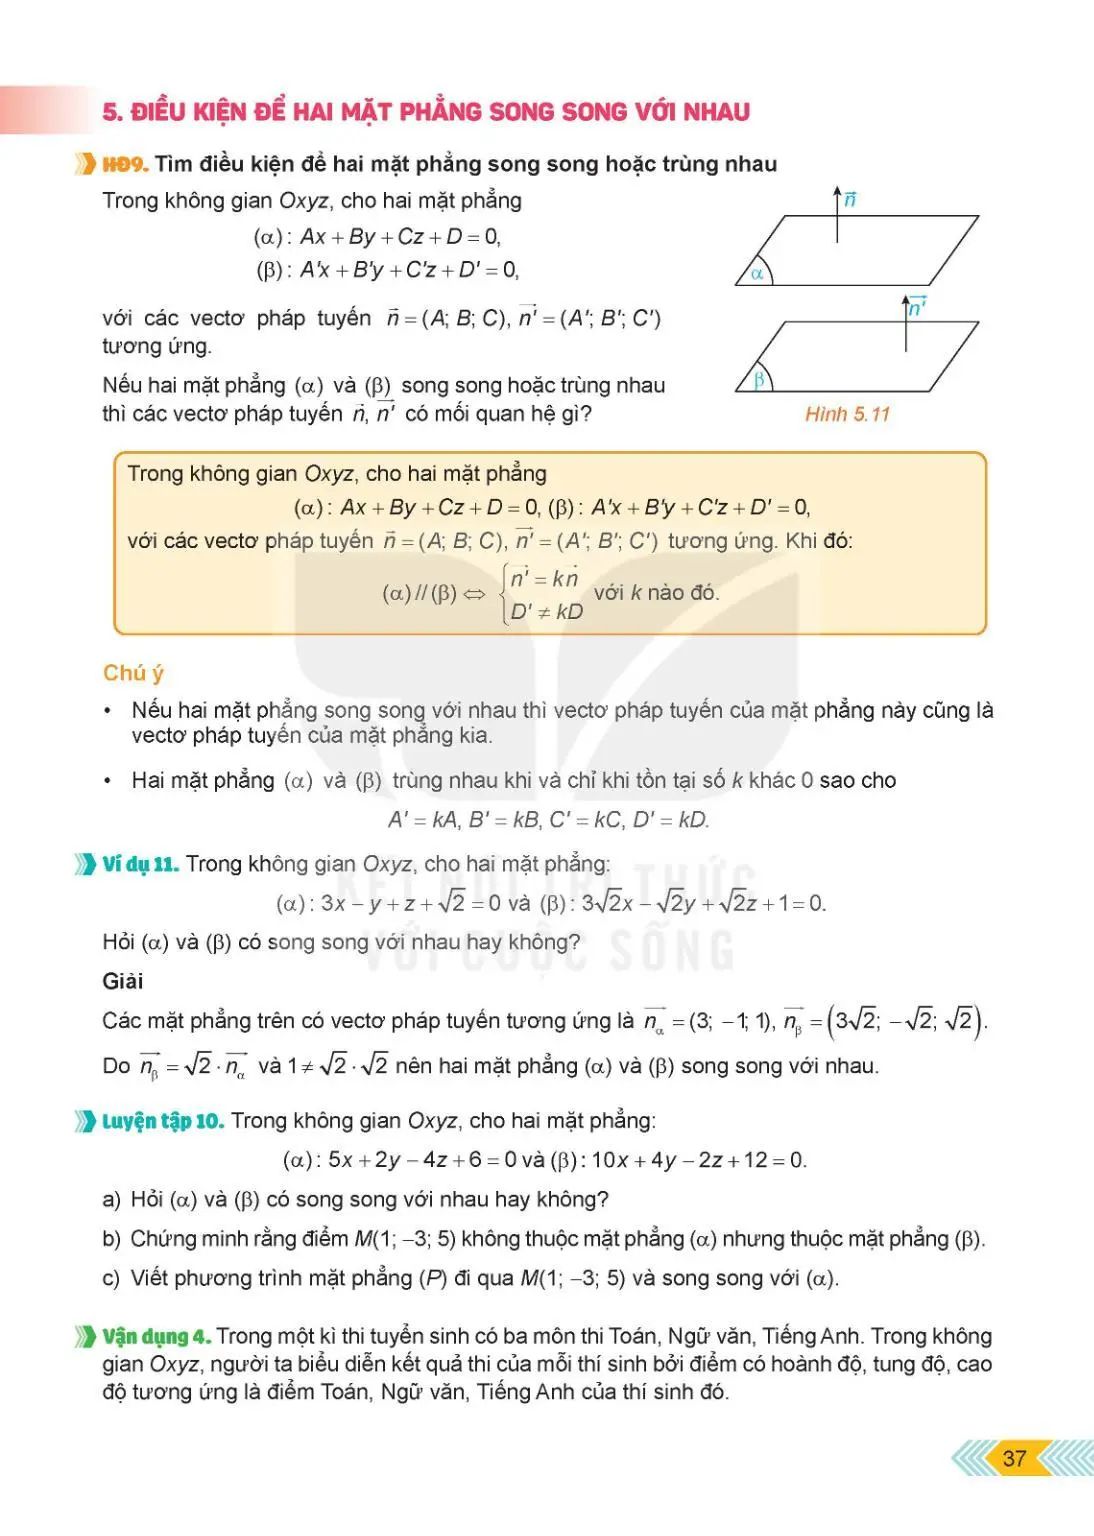 5. ĐIỀU KIỆN ĐỂ HAI MẶT PHẲNG SONG SONG VỚI NHAU
HĐ9. Tìm điều kiện để hai mặt phẳng song song hoặc trùng nhau
Trong không gian Oxyz, cho hai mặt phẳng
(α): Ax + By + Cz + D = 0,
(β): A'x + B'y + C'z + D' = 0,
với các vectơ pháp tuyến n⃗ = (A; B; C), n'⃗ = (A'; B'; C')
tương ứng.
Nếu hai mặt phẳng (α) và (β) song song hoặc trùng nhau
thì các vectơ pháp tuyến n⃗, n'⃗ có mối quan hệ gì?
n⃗
α
n'⃗
β
Hình 5.11
Trong không gian Oxyz, cho hai mặt phẳng
(α): Ax + By + Cz + D = 0, (β): A'x + B'y + C'z + D' = 0,
với các vectơ pháp tuyến n⃗ = (A; B; C), n'⃗ = (A'; B'; C') tương ứng. Khi đó:
(α) // (β) ⇔ { n'⃗ = kn⃗
D' ≠ kD với k nào đó.
Chú ý
• Nếu hai mặt phẳng song song với nhau thì vectơ pháp tuyến của mặt phẳng này cũng là
vectơ pháp tuyến của mặt phẳng kia.
• Hai mặt phẳng (α) và (β) trùng nhau khi và chỉ khi tồn tại số k khác 0 sao cho
A' = kA, B' = kB, C' = kC, D' = kD.
Ví dụ 11. Trong không gian Oxyz, cho hai mặt phẳng:
(α): 3x − y + z + √2 = 0 và (β): 3√2x − √2y + √2z + 1 = 0.
Hỏi (α) và (β) có song song với nhau hay không?
Giải
Các mặt phẳng trên có vectơ pháp tuyến tương ứng là n⃗_α = (3; −1; 1), n⃗_β = (3√2; −√2; √2).
Do n⃗_β = √2 · n⃗_α và 1 ≠ √2 · √2 nên hai mặt phẳng (α) và (β) song song với nhau.
Luyện tập 10. Trong không gian Oxyz, cho hai mặt phẳng:
(α): 5x + 2y − 4z + 6 = 0 và (β): 10x + 4y − 2z + 12 = 0.
a) Hỏi (α) và (β) có song song với nhau hay không?
b) Chứng minh rằng điểm M(1; −3; 5) không thuộc mặt phẳng (α) nhưng thuộc mặt phẳng (β).
c) Viết phương trình mặt phẳng (P) đi qua M(1; −3; 5) và song song với (α).
Vận dụng 4. Trong một kì thi tuyển sinh có ba môn thi Toán, Ngữ văn, Tiếng Anh. Trong không
gian Oxyz, người ta biểu diễn kết quả thi của mỗi thí sinh bởi điểm có hoành độ, tung độ, cao
độ tương ứng là điểm Toán, Ngữ văn, Tiếng Anh của thí sinh đó.
37
KẾT NỐI TRI THỨC
VỚI CUỘC SỐNG